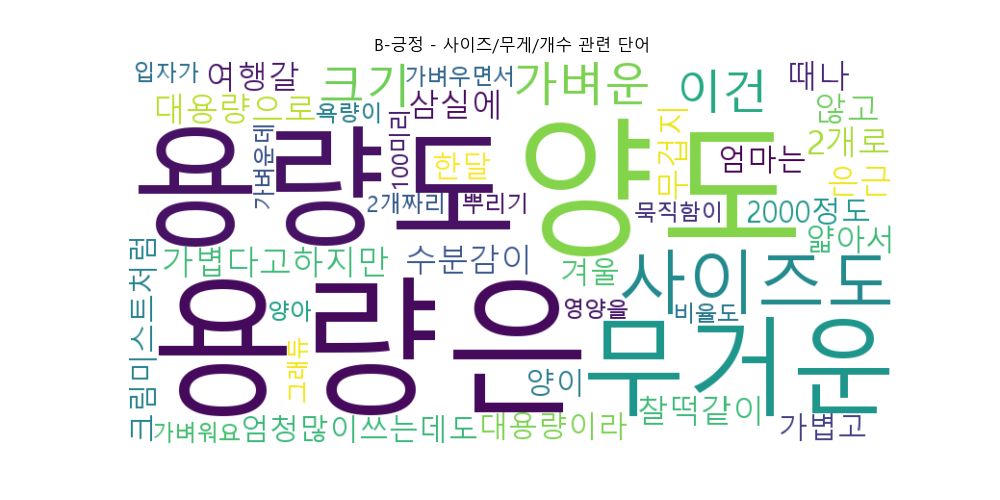 B-긍정 - 사이즈/무게/개수 관련 단어
입자가
여행갈
크기
가벼우면서
가벼운
이건
때나
대용량으로
욕량이
삼실에
않고
2개로
용량도
양도
가벼운데
100미리
한달
무겁지
엄마는
은근
2개짜리
뿌리기
묵직함이
2000정도
얇아서
크림미스트처럼
가볍다고하지만
수분감이
겨울
사이즈도
용량은
양아
영양을
비율도
무거운
그래듀
양이
찰떡같이
가벼워요
엄청많이쓰는데도
대용량이라
가볍고